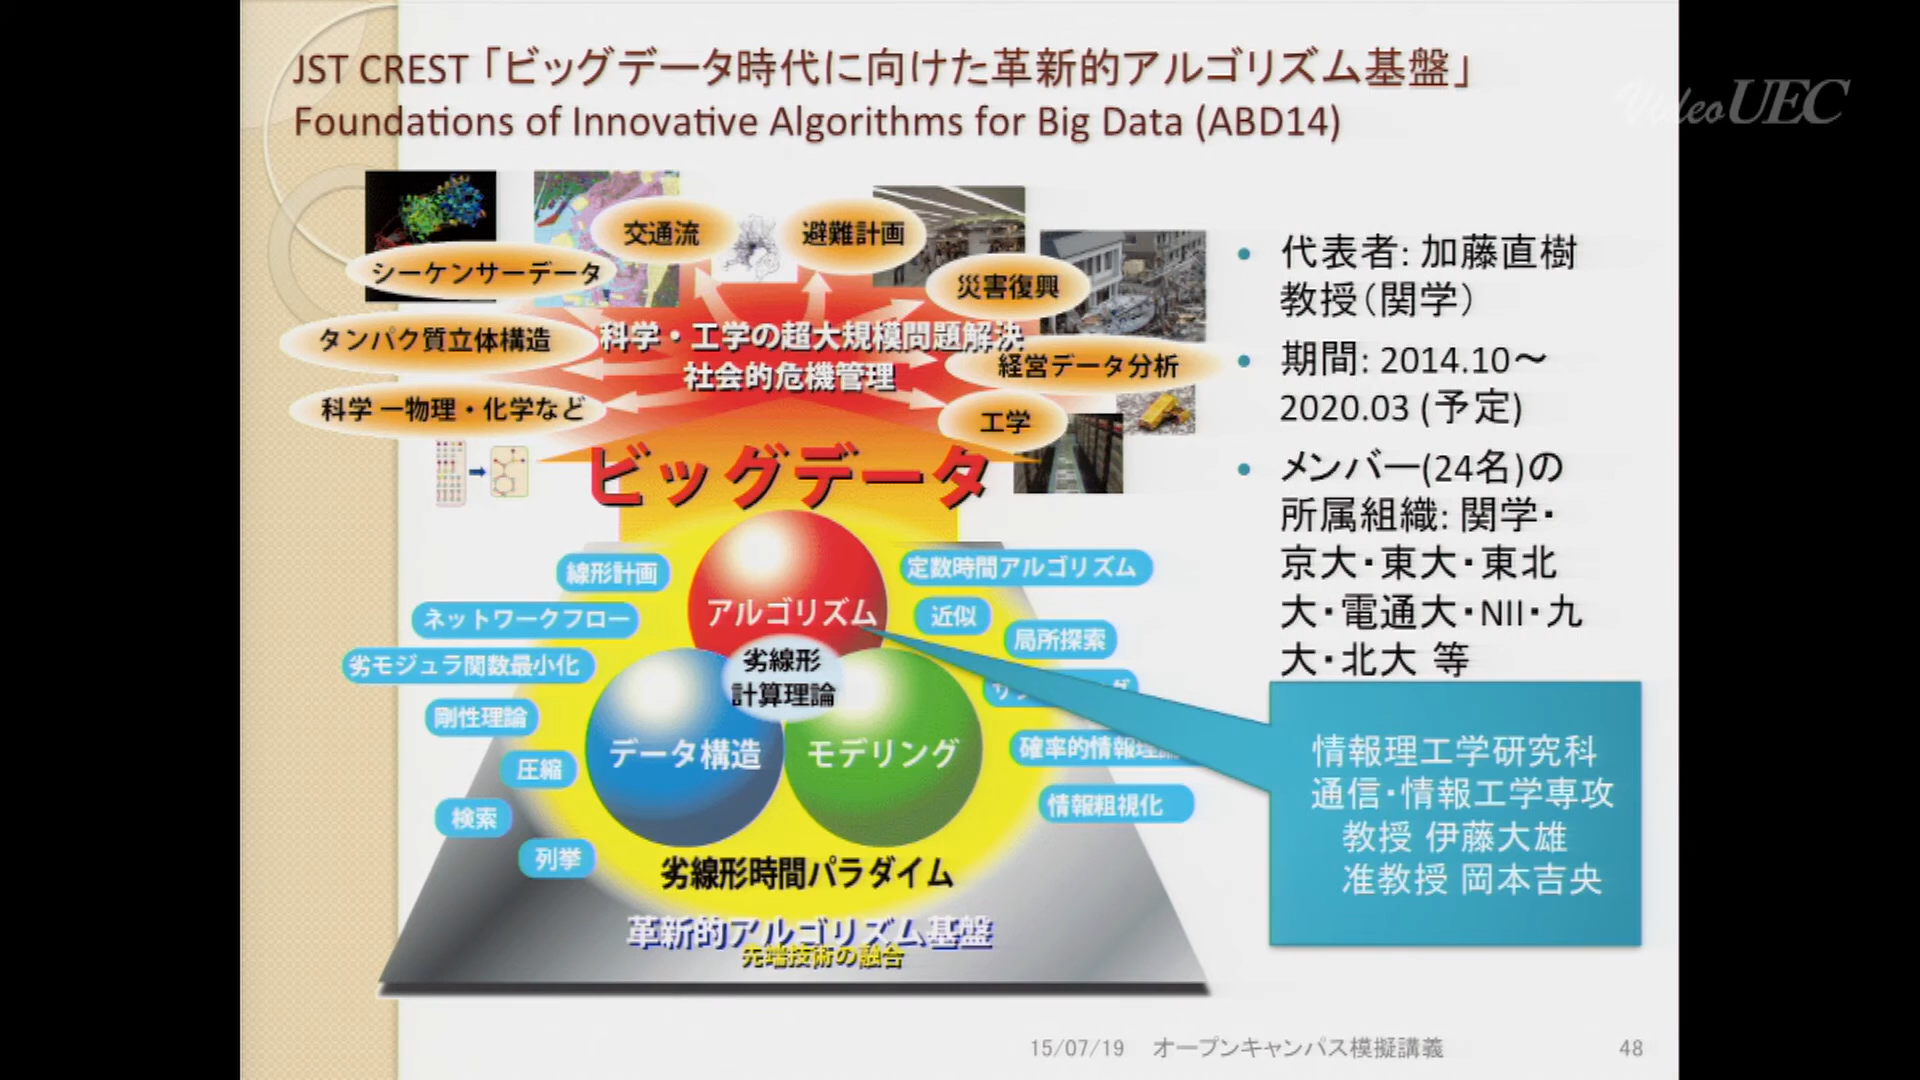 JST CREST「ビッグデータ時代に向けた革新的アルゴリズム基盤」
Foundations of Innovative Algorithms for Big Data (ABD14)
Video UEC
交通流
避難計画
シーケンサーデータ
災害復興
タンパク質立体構造
科学・工学の超大規模問題解決
社会的危機管理
経営データ分析
科学 ー物理・化学など
工学
ビッグデータ
線形計画
ネットワークフロー
劣モジュラ関数最小化
剛性理論
圧縮
検索
列挙
アルゴリズム
劣線形
計算理論
データ構造
モデリング
定数時間アルゴリズム
近似
局所探索
確率的情報理
情報粗視化
劣線形時間パラダイム
革新的アルゴリズム基盤
先端技術の融合
• 代表者: 加藤直樹
教授（関学）
• 期間: 2014.10～
2020.03 (予定)
• メンバー(24名)の
所属組織: 関学・
京大・東大・東北
大・電通大・NII・九
大・北大 等
情報理工学研究科
通信・情報工学専攻
教授 伊藤大雄
准教授 岡本吉央
15/07/19 オープンキャンパス模擬講義
48